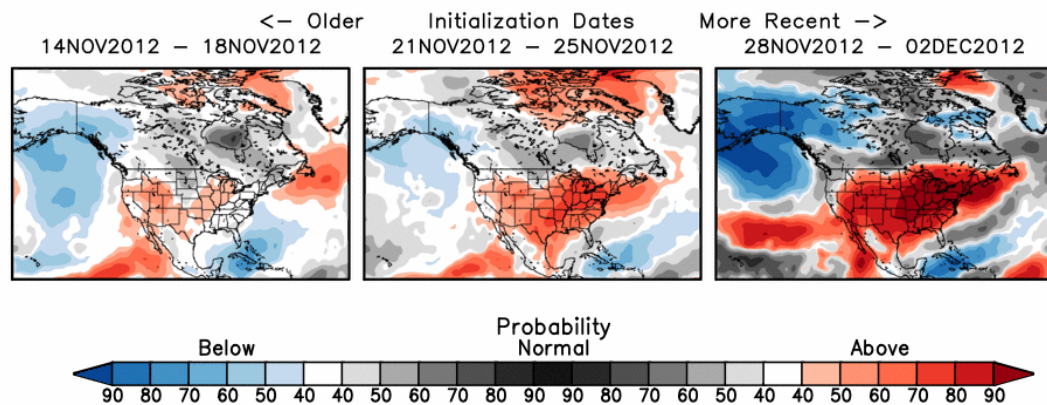 <– Older Initialization Dates More Recent –>
14NOV2012 – 18NOV2012 21NOV2012 – 25NOV2012 28NOV2012 – 02DEC2012
Probability
Below Normal Above
90 80 70 60 50 40 40 50 60 70 80 90 90 80 70 60 50 40 40 50 60 70 80 90